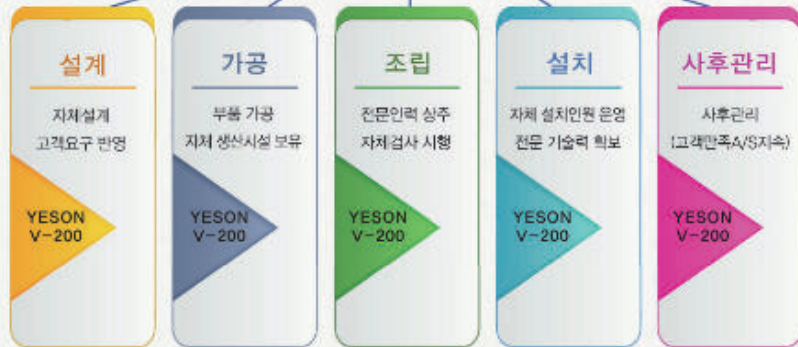 설계
자체설계
고객요구 반영
YESON
V-200
가공
부품 가공
자체 생산시설 보유
YESON
V-200
조립
전문인력 상주
자체검사 시행
YESON
V-200
설치
자체 설치인원 운영
전문 기술력 확보
YESON
V-200
사후관리
사후관리
(고객만족A/S지속)
YESON
V-200